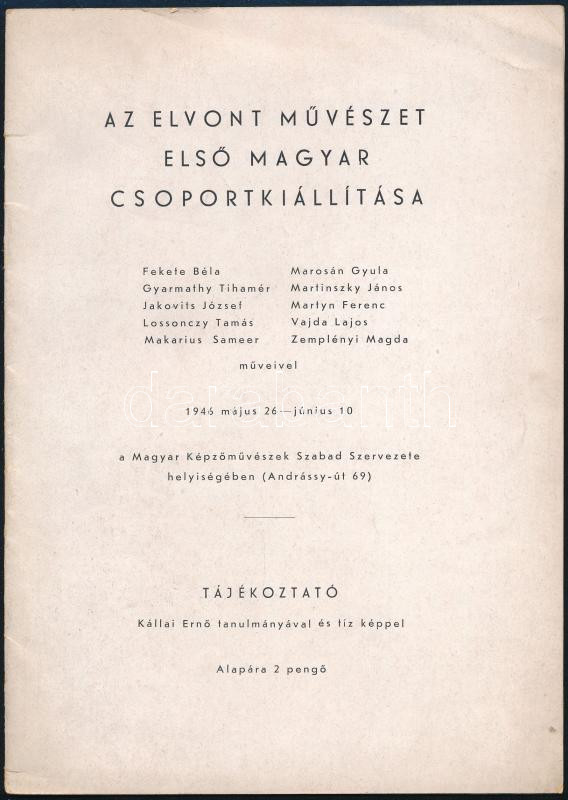 AZ ELVONT MŰVÉSZET
ELSŐ MAGYAR
CSOPORTKIÁLLÍTÁSA
Fekete Béla
Gyarmathy Tihamér
Jakovits József
Lossonczy Tamás
Makarius Sameer
Marosán Gyula
Martinszky János
Martyn Ferenc
Vajda Lajos
Zemplényi Magda
műveivel
darabanth
1946 május 26—június 10
a Magyar Képzőművészek Szabad Szervezete
helyiségében (Andrássy-út 69)
TÁJÉKOZTATÓ
Kállai Ernő tanulmányával és tíz képpel
Alapára 2 pengő